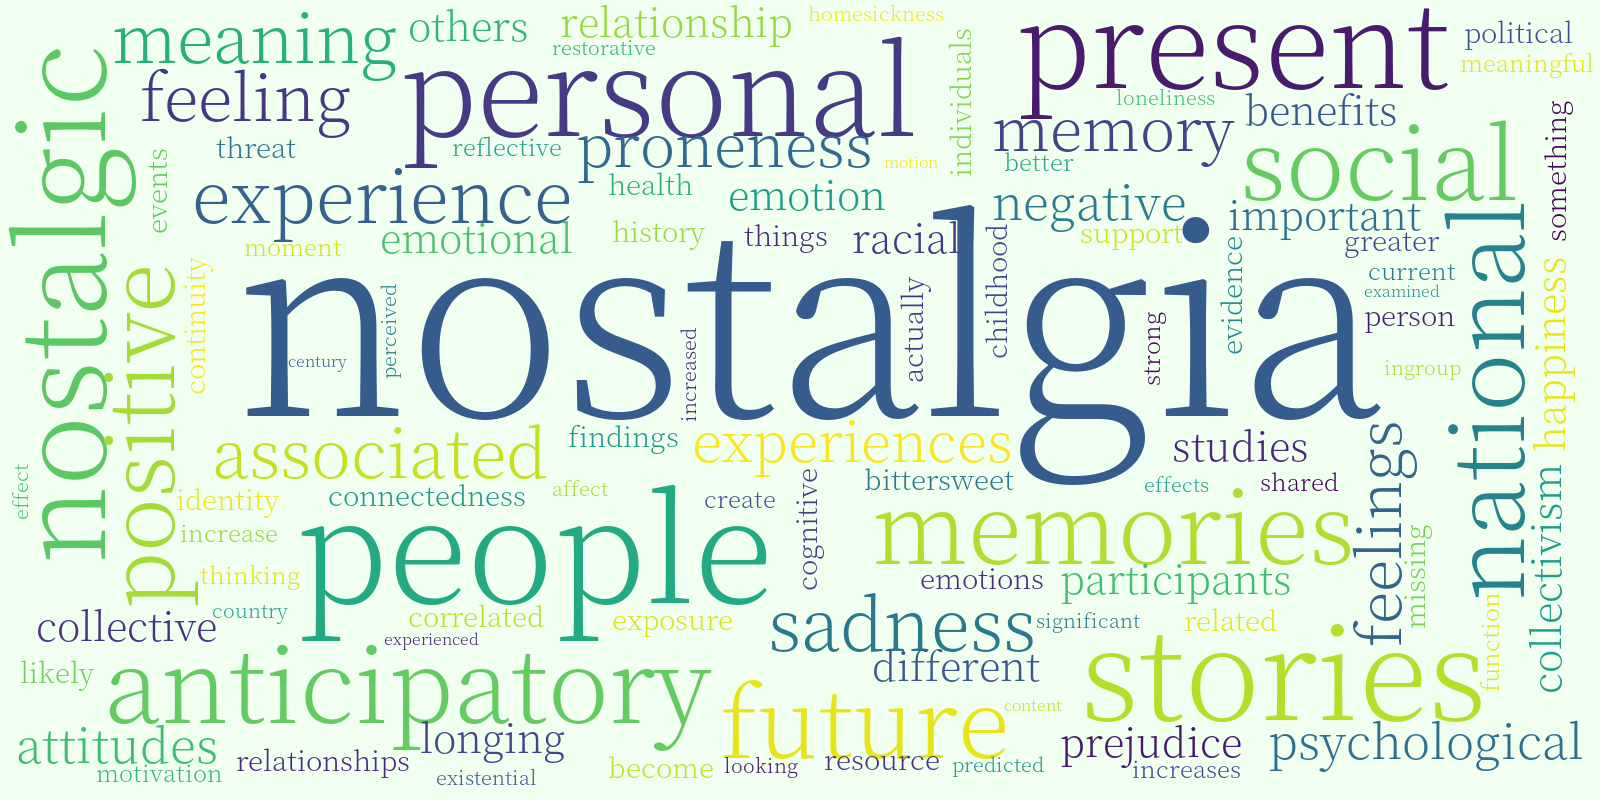 meaning
others
relationship
homesickness
restorative
personal
individuals
present
political
meaningful
nostalgic
feeling
loneliness
benefits
memory
threat
reflective
proneness
motion
better
social
something
events
experience
health
emotion
negative
important
emotional
history
things
racial
support
greater
moment
continuity
positive
nostalgia
perceived
century
increased
actually
childhood
strong
evidence
current
examined
person
ingroup
national
happiness
associated
findings
experiences
studies
feelings
effect
identity
connectedness
affect
create
cognitive
bittersweet
effects
shared
increase
people
memories
missing
collectivism
thinking
emotions
participants
country
correlated
exposure
sadness
significant
related
function
collective
experienced
different
stories
likely
anticipatory
future
content
attitudes
longing
prejudice
psychological
motivation
relationships
existential
become
looking
resource
predicted
increases